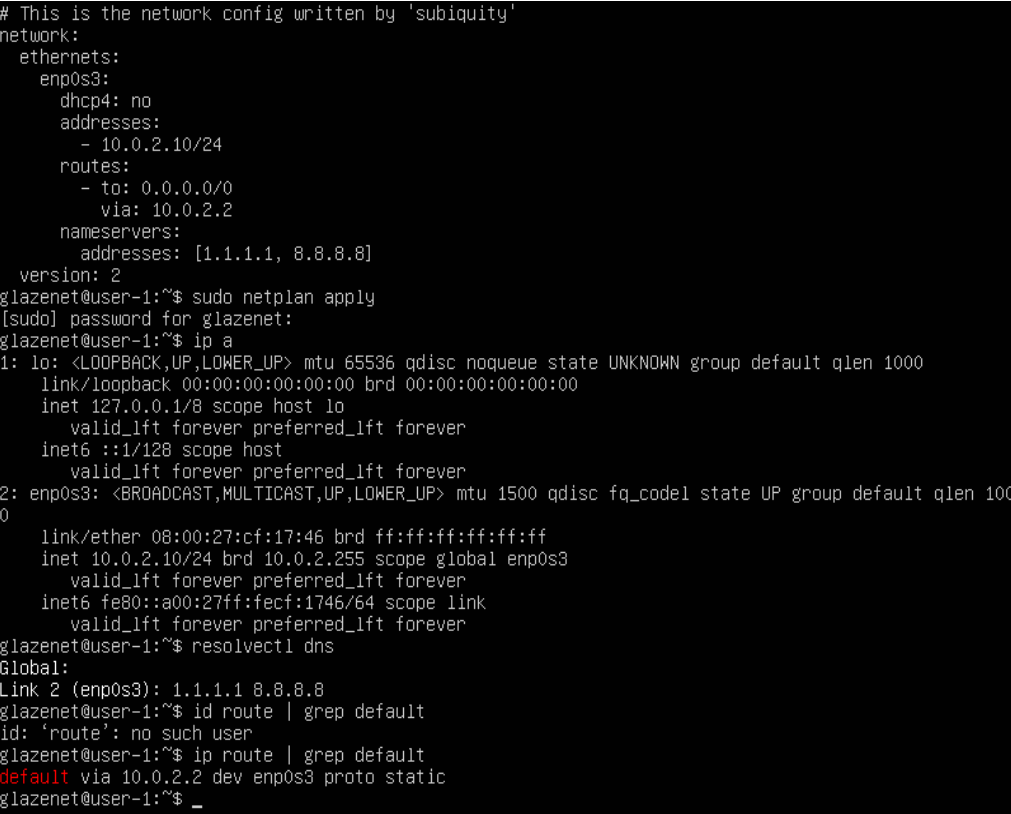 # This is the network config written by 'subiquity'
network:
  ethernets:
    enp0s3:
      dhcp4: no
      addresses:
        - 10.0.2.10/24
      routes:
        - to: 0.0.0.0/0
          via: 10.0.2.2
      nameservers:
        addresses: [1.1.1.1, 8.8.8.8]
  version: 2
glazenet@user-1:~$ sudo netplan apply
[sudo] password for glazenet:
glazenet@user-1:~$ ip a
1: lo: <LOOPBACK,UP,LOWER_UP> mtu 65536 qdisc noqueue state UNKNOWN group default qlen 1000
    link/loopback 00:00:00:00:00:00 brd 00:00:00:00:00:00
    inet 127.0.0.1/8 scope host lo
       valid_lft forever preferred_lft forever
    inet6 ::1/128 scope host
       valid_lft forever preferred_lft forever
2: enp0s3: <BROADCAST,MULTICAST,UP,LOWER_UP> mtu 1500 qdisc fq_codel state UP group default qlen 100
0
    link/ether 08:00:27:cf:17:46 brd ff:ff:ff:ff:ff:ff
    inet 10.0.2.10/24 brd 10.0.2.255 scope global enp0s3
       valid_lft forever preferred_lft forever
    inet6 fe80::a00:27ff:fecf:1746/64 scope link
       valid_lft forever preferred_lft forever
glazenet@user-1:~$ resolvectl dns
Global:
Link 2 (enp0s3): 1.1.1.1 8.8.8.8
glazenet@user-1:~$ id route | grep default
id: ‘route’: no such user
glazenet@user-1:~$ ip route | grep default
default via 10.0.2.2 dev enp0s3 proto static
glazenet@user-1:~$ _